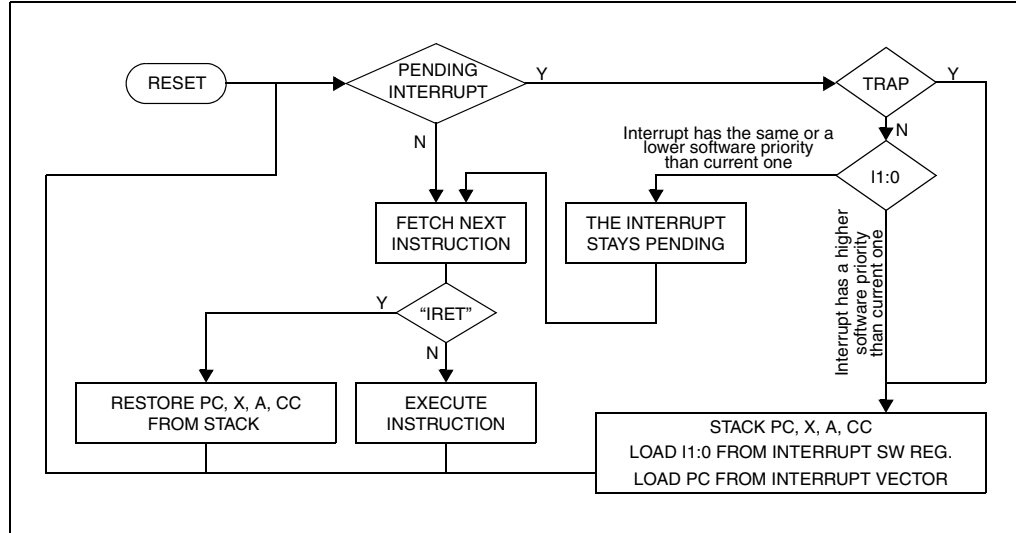 RESET
PENDING
INTERRUPT
Y
TRAP
Y
N
N
Interrupt has the same or a
lower software priority
than current one
I1:0
FETCH NEXT
INSTRUCTION
THE INTERRUPT
STAYS PENDING
Interrupt has a higher
software priority
than current one
Y
“IRET”
N
RESTORE PC, X, A, CC
FROM STACK
EXECUTE
INSTRUCTION
STACK PC, X, A, CC
LOAD I1:0 FROM INTERRUPT SW REG.
LOAD PC FROM INTERRUPT VECTOR